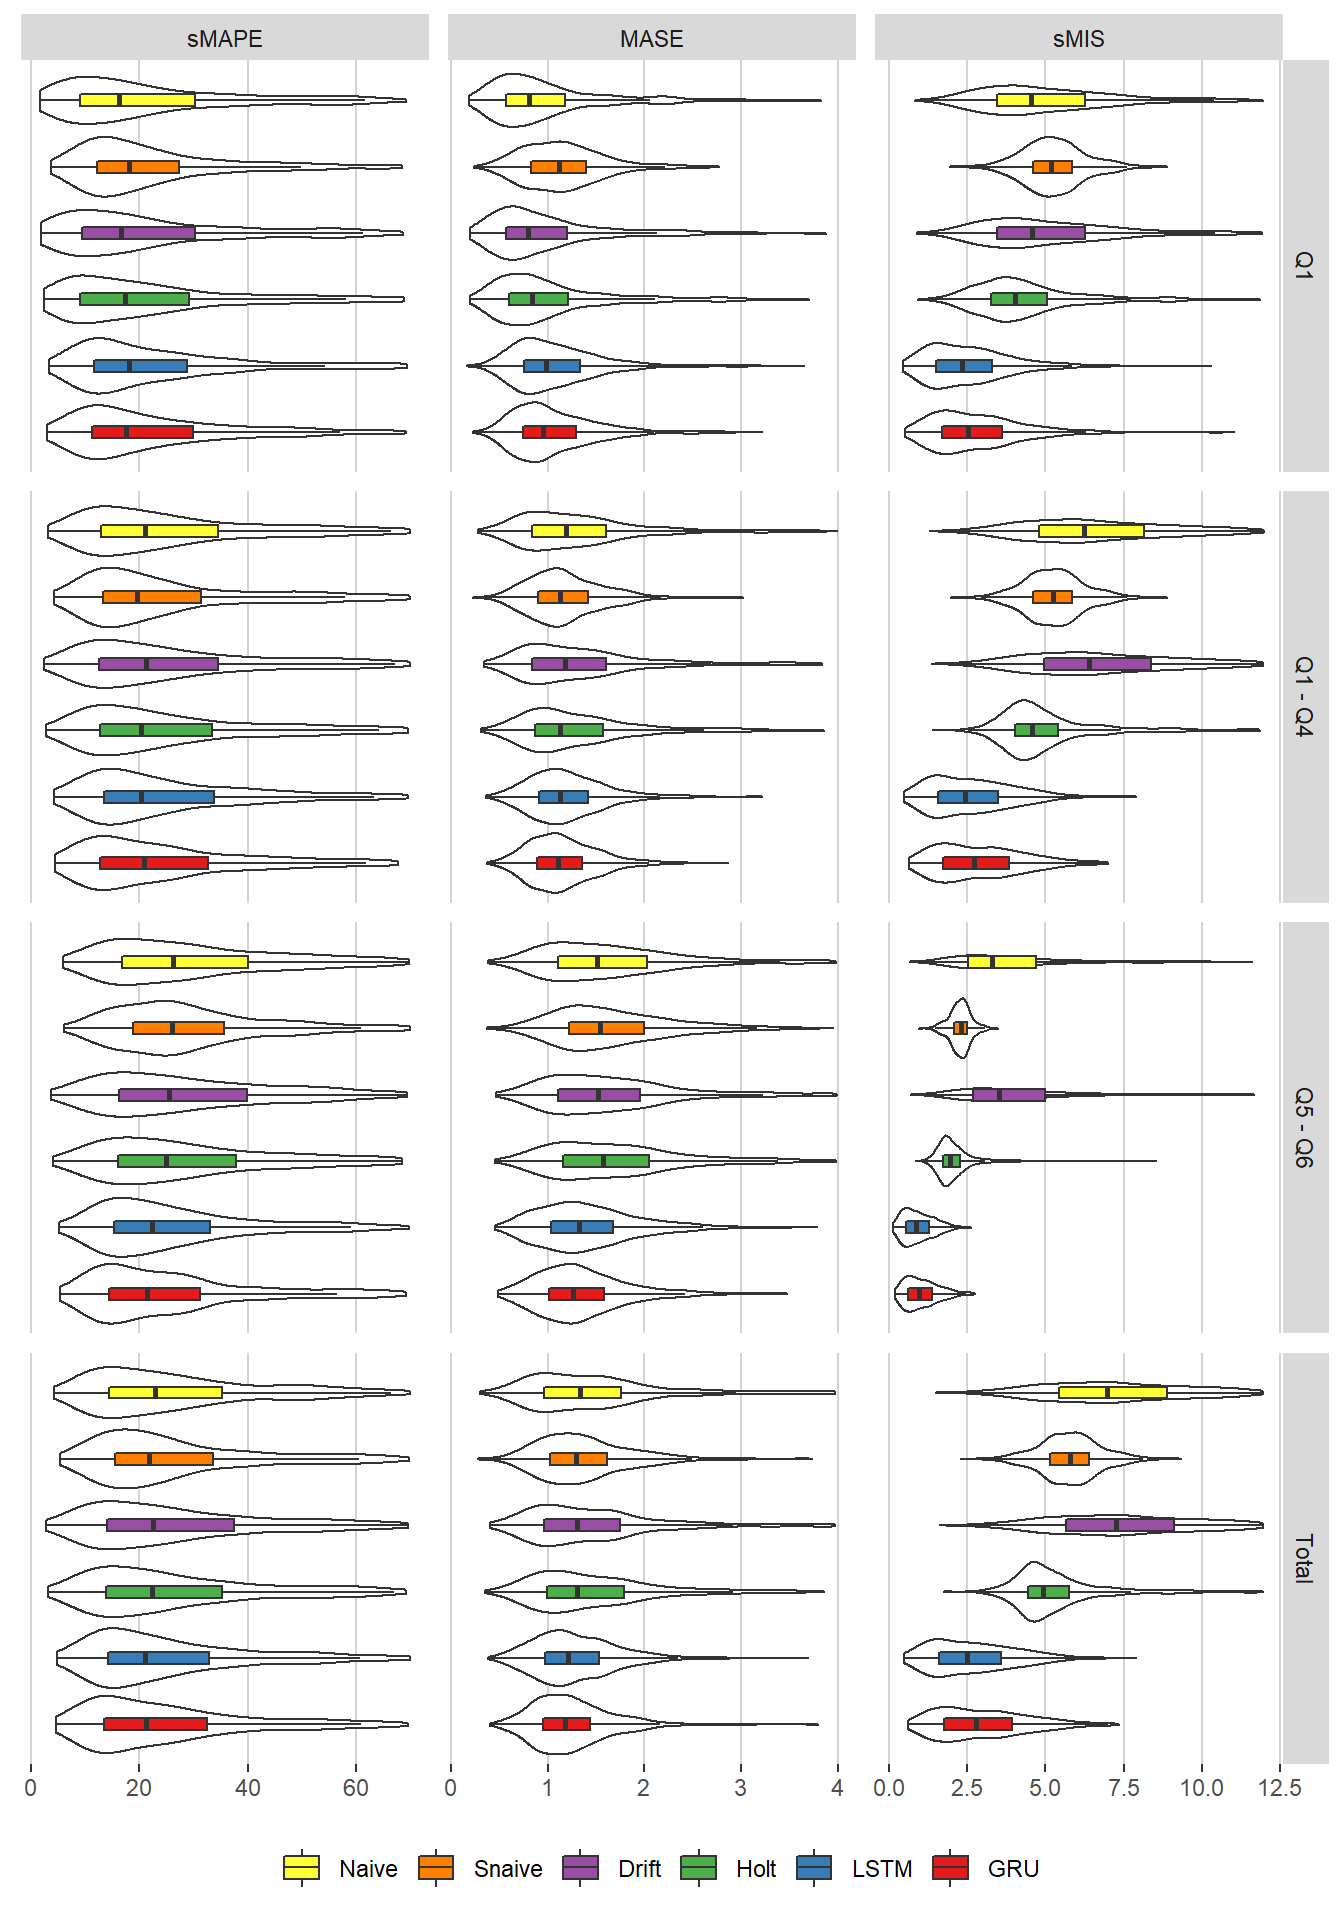 sMAPE MASE sMIS
Q1
Q1 - Q4
Q5 - Q6
Total
0 20 40 60 0 1 2 3 4 0.0 2.5 5.0 7.5 10.0 12.5
Naive Snaive Drift Holt LSTM GRU